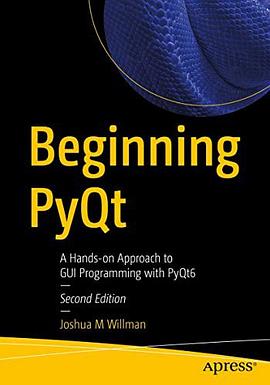 Beginning
PyQt
A Hands-on Approach to
GUI Programming with PyQt6
—
Second Edition
—
Joshua M Willman
Apress®